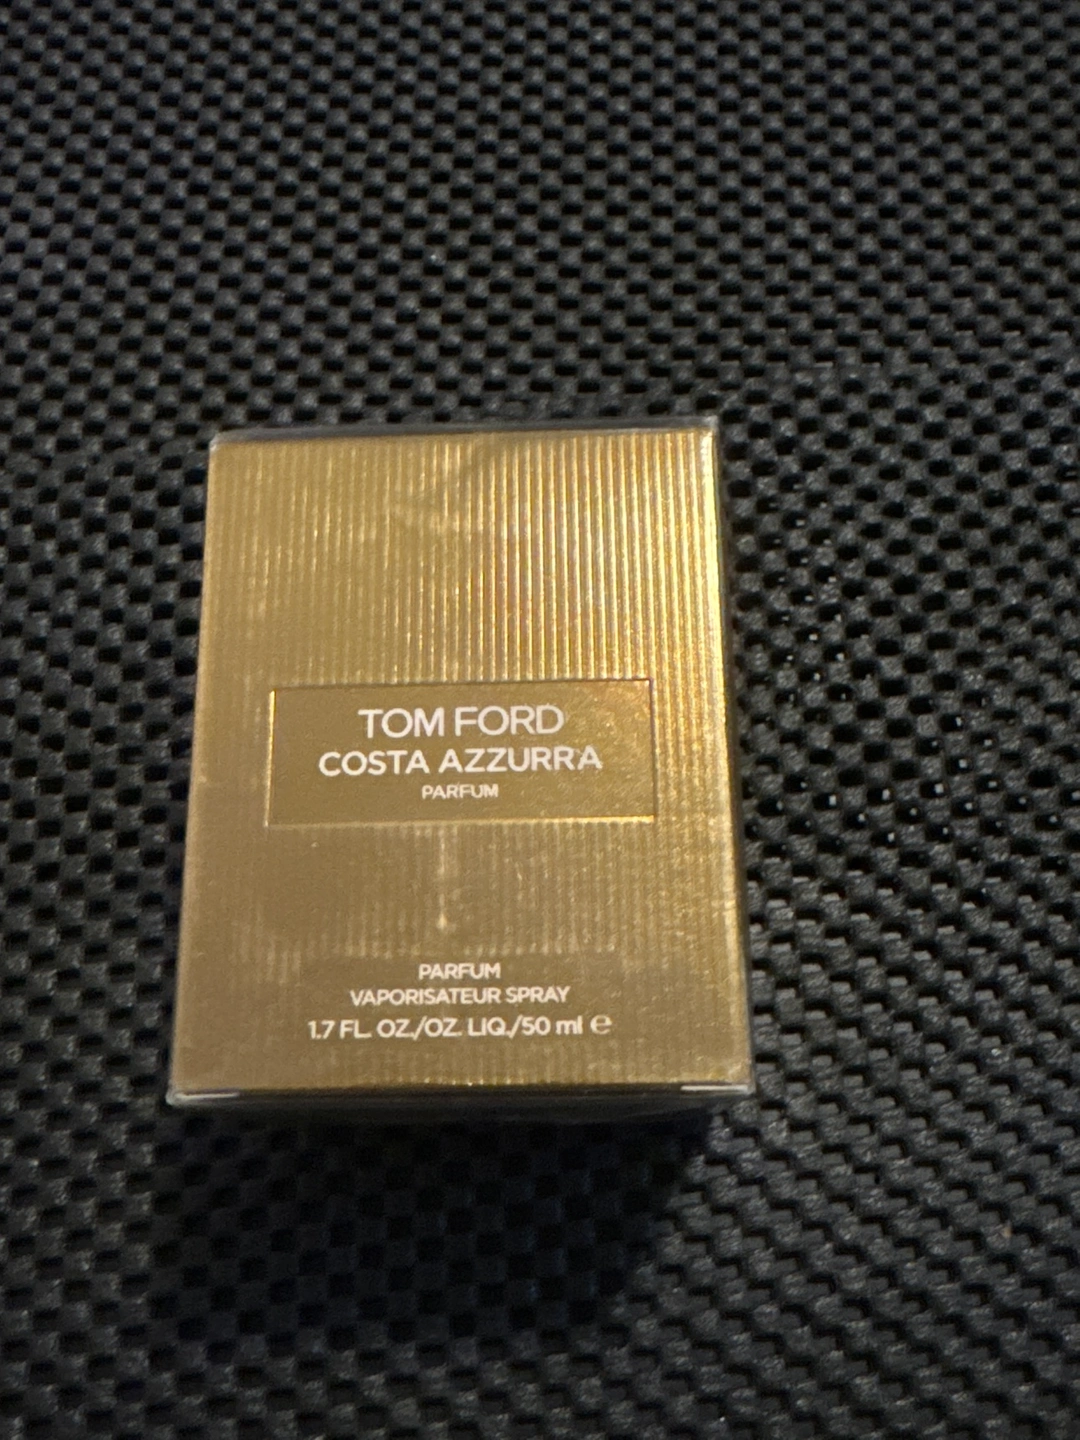 TOM FORD
COSTA AZZURRA
PARFUM
PARFUM
VAPORISATEUR SPRAY
1.7 FL. OZ./OZ. LIQ./50 ml ℮